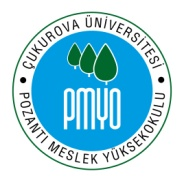 ÇUKUROVA ÜNİVERSİTESİ
PMYO
POZANTI MESLEK YÜKSEKOKULU